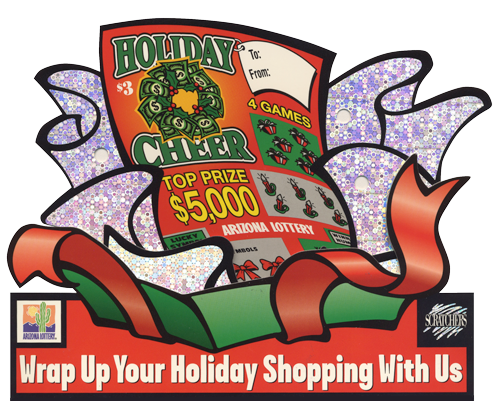 HOLIDAY
$3
CHEER
To:
From:
4 GAMES
TOP PRIZE
$5,000
ARIZONA LOTTERY
LUCKY
ARIZONA LOTTERY.
SCRATCHERS
Wrap Up Your Holiday Shopping With Us